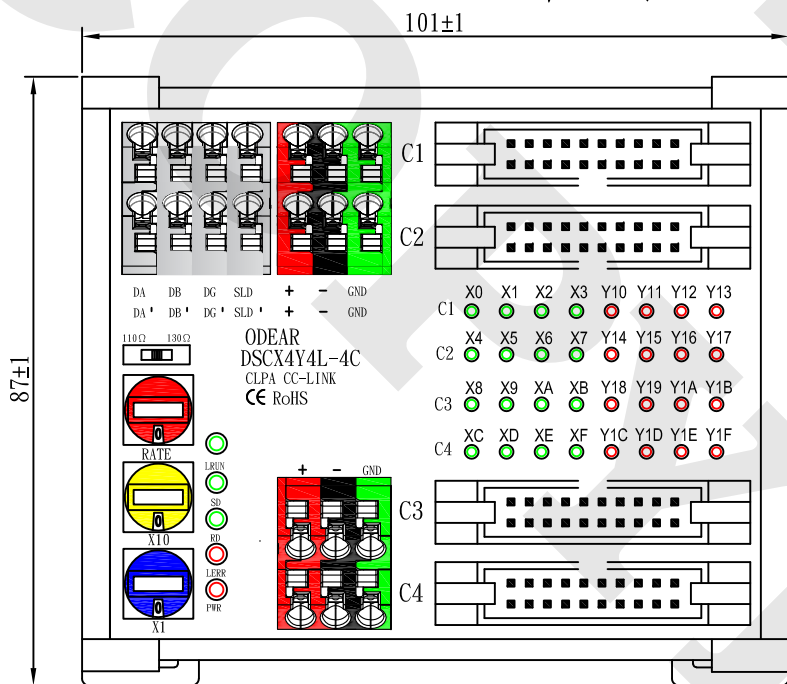 101±1
87±1
C1
C2
DA DB DG SLD + − GND
DA' DB' DG' SLD' + − GND
110Ω 130Ω
ODEAR
DSCX4Y4L-4C
CLPA CC-LINK
CE RoHS
X0 X1 X2 X3 Y10 Y11 Y12 Y13
C1
X4 X5 X6 X7 Y14 Y15 Y16 Y17
C2
X8 X9 XA XB Y18 Y19 Y1A Y1B
C3
XC XD XE XF Y1C Y1D Y1E Y1F
C4
0
RATE
LRUN
SD
0
X10
RD
LERR
PWR
0
X1
+ − GND
C3
C4
COPY